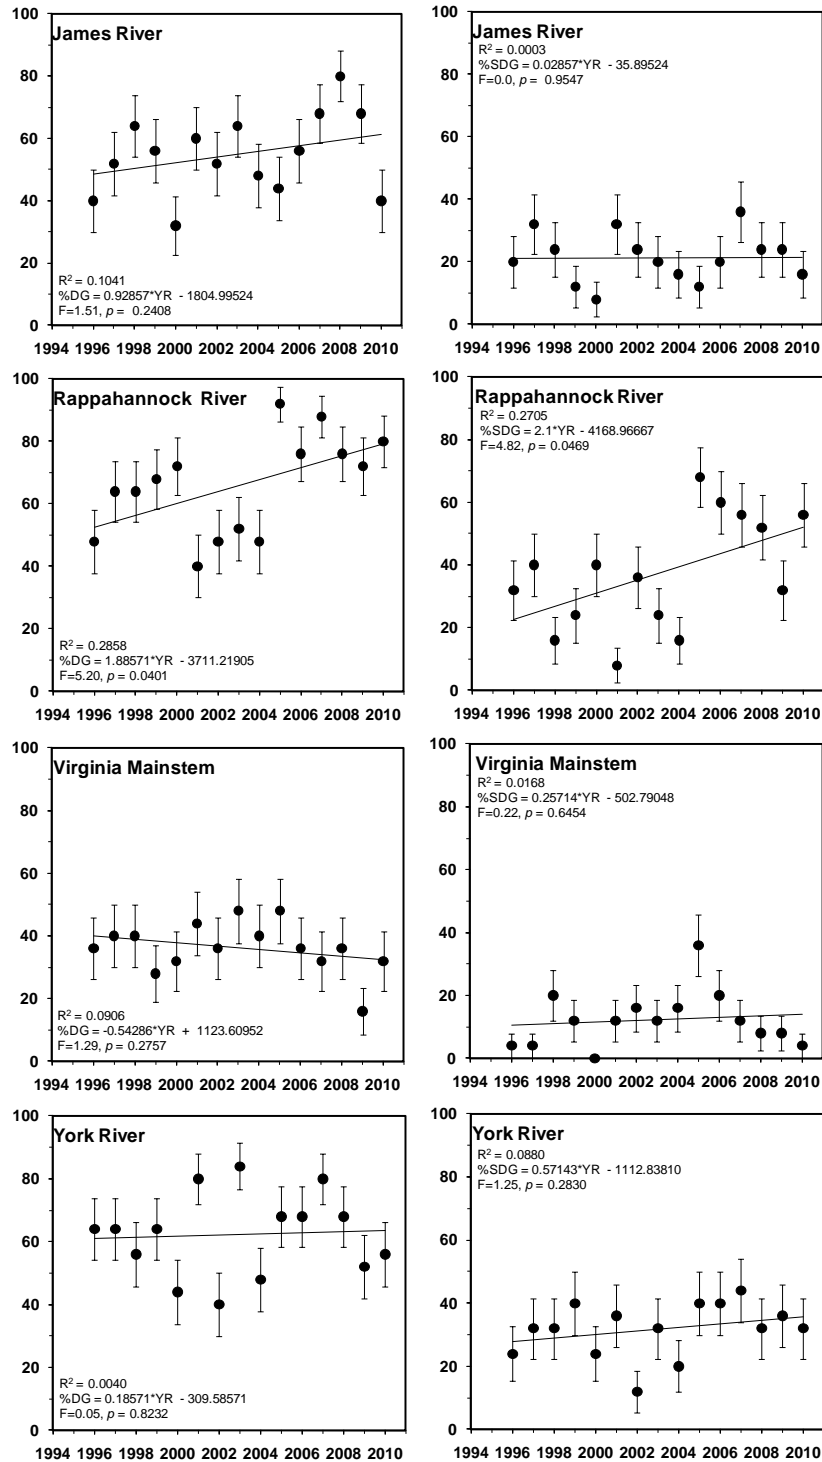 100
80
60
40
20
0
James River
R² = 0.1041
%DG = 0.92857*YR - 1804.99524
F=1.51, p = 0.2408
1994 1996 1998 2000 2002 2004 2006 2008 2010
100
80
60
40
20
0
James River
R² = 0.0003
%SDG = 0.02857*YR - 35.89524
F=0.0, p = 0.9547
1994 1996 1998 2000 2002 2004 2006 2008 2010
100
80
60
40
20
0
Rappahannock River
R² = 0.2858
%DG = 1.88571*YR - 3711.21905
F=5.20, p = 0.0401
1994 1996 1998 2000 2002 2004 2006 2008 2010
100
80
60
40
20
0
Rappahannock River
R² = 0.2705
%SDG = 2.1*YR - 4168.96667
F=4.82, p = 0.0469
1994 1996 1998 2000 2002 2004 2006 2008 2010
100
80
60
40
20
0
Virginia Mainstem
R² = 0.0906
%DG = -0.54286*YR + 1123.60952
F=1.29, p = 0.2757
1994 1996 1998 2000 2002 2004 2006 2008 2010
100
80
60
40
20
0
Virginia Mainstem
R² = 0.0168
%SDG = 0.25714*YR - 502.79048
F=0.22, p = 0.6454
1994 1996 1998 2000 2002 2004 2006 2008 2010
100
80
60
40
20
0
York River
R² = 0.0040
%DG = 0.18571*YR - 309.58571
F=0.05, p = 0.8232
1994 1996 1998 2000 2002 2004 2006 2008 2010
100
80
60
40
20
0
York River
R² = 0.0880
%SDG = 0.57143*YR - 1112.83810
F=1.25, p = 0.2830
1994 1996 1998 2000 2002 2004 2006 2008 2010